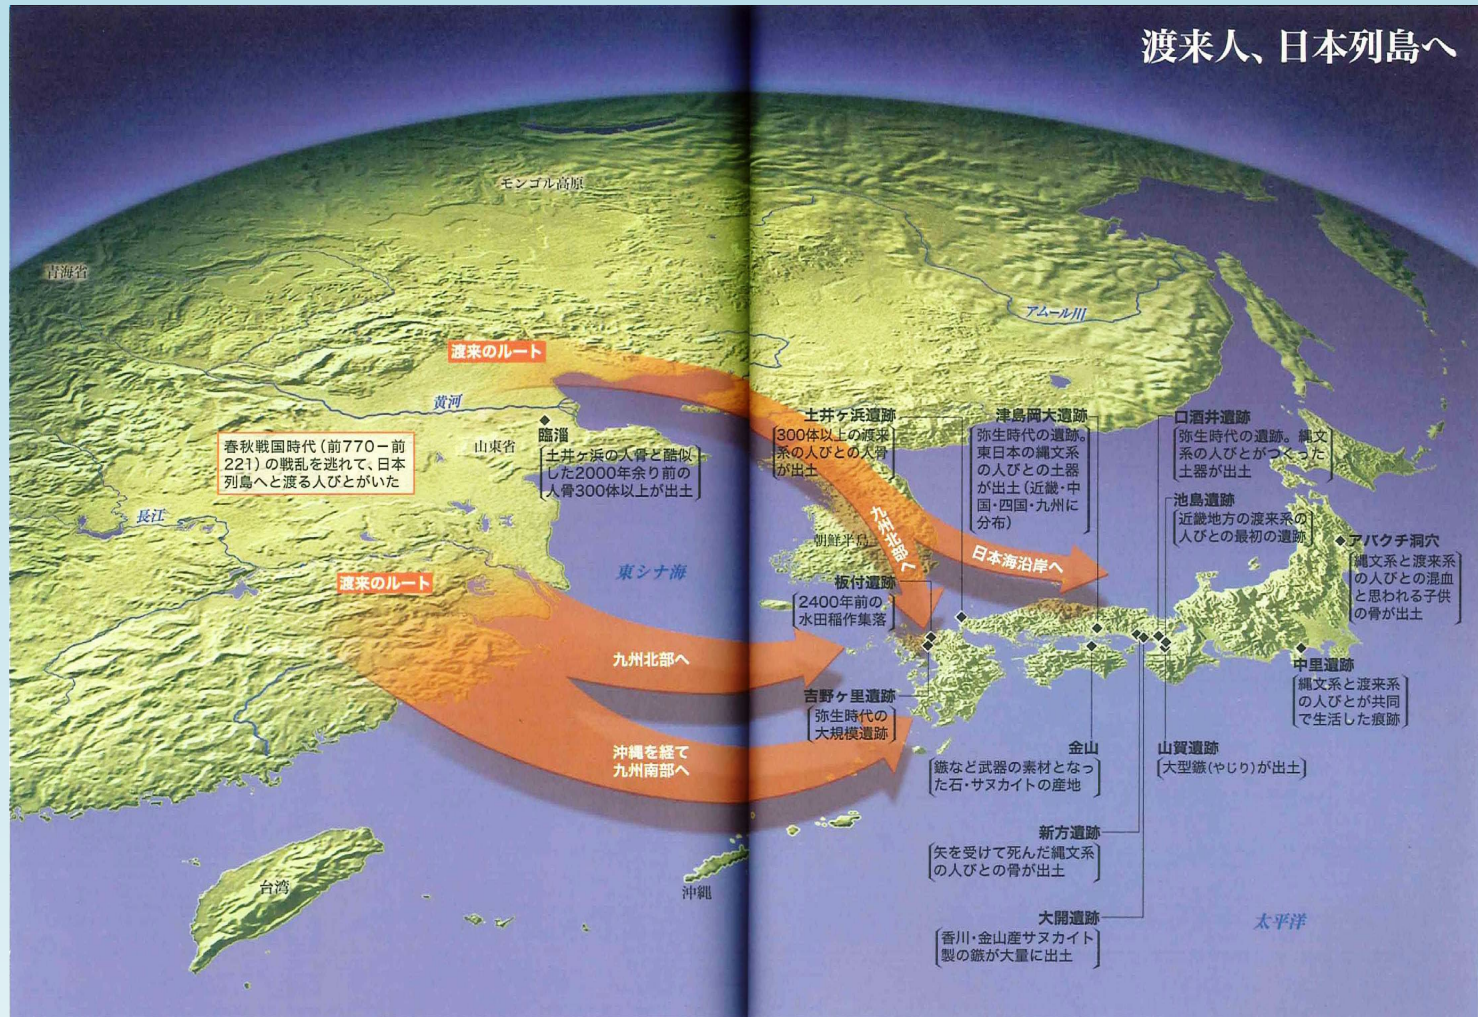 渡来人、日本列島へ
モンゴル高原
青海省
アムール川
渡来のルート
黄河
山東省
臨淄
土井ヶ浜の人骨と酷似
した2000年余り前の
人骨300体以上が出土
春秋戦国時代(前770－前
221)の戦乱を逃れて、日本
列島へと渡る人びとがいた
長江
渡来のルート
東シナ海
朝鮮半島
九州北部へ
日本海沿岸へ
九州北部へ
沖縄を経て
九州南部へ
土井ヶ浜遺跡
300体以上の渡来
系の人びとの人骨
が出土
津島岡大遺跡
弥生時代の遺跡。
東日本の縄文系
の人びとの土器
が出土(近畿・中
国・四国・九州に
分布)
口酒井遺跡
弥生時代の遺跡。縄文
系の人びとがつくった
土器が出土
池島遺跡
近畿地方の渡来系の
人びとの最初の遺跡
アバクチ洞穴
縄文系と渡来系
の人びとの混血
と思われる子供
の骨が出土
板付遺跡
2400年前の
水田稲作集落
吉野ヶ里遺跡
弥生時代の
大規模遺跡
中里遺跡
縄文系と渡来系
の人びとが共同
で生活した痕跡
金山
鏃など武器の素材となっ
た石・サヌカイトの産地
山賀遺跡
大型鏃(やじり)が出土
新方遺跡
矢を受けて死んだ縄文系
の人びとの骨が出土
大開遺跡
香川・金山産サヌカイト
製の鏃が大量に出土
台湾
沖縄
太平洋